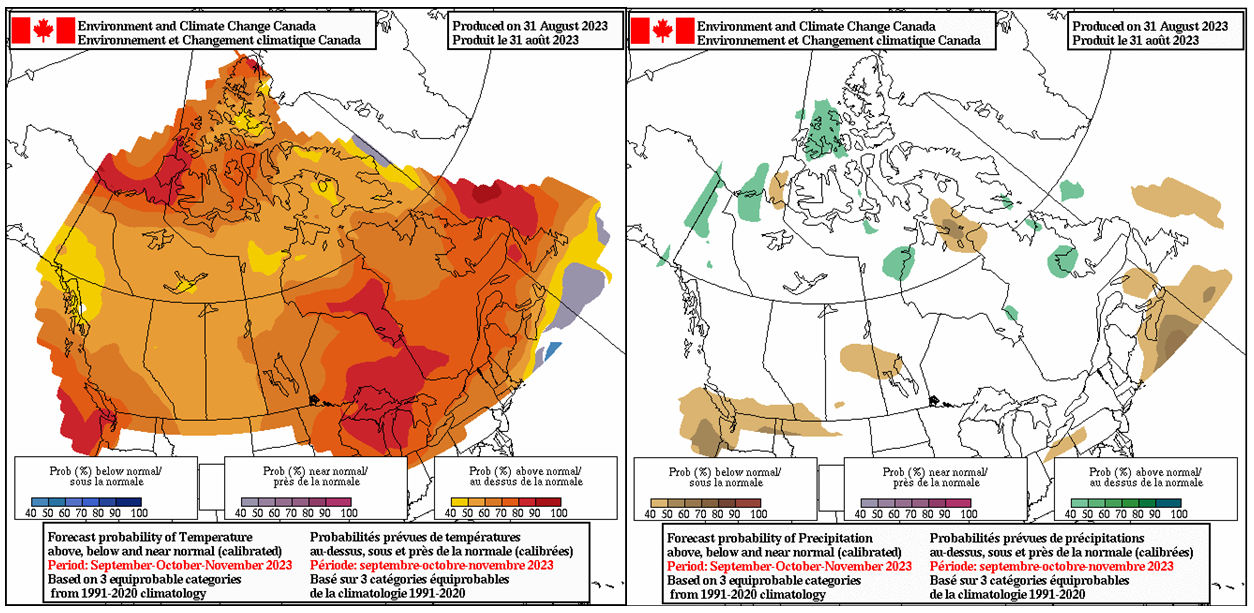 Environment and Climate Change Canada
Environnement et Changement climatique Canada
Produced on 31 August 2023
Produit le 31 août 2023
Prob (%) below normal/
sous la normale
40 50 60 70 80 90 100
Prob (%) near normal/
près de la normale
40 50 60 70 80 90 100
Prob (%) above normal/
au dessus de la normale
40 50 60 70 80 90 100
Forecast probability of Temperature
above, below and near normal (calibrated)
Period: September-October-November 2023
Based on 3 equiprobable categories
from 1991-2020 climatology
Probabilités prévues de températures
au-dessus, sous et près de la normale (calibrées)
Période: septembre-octobre-novembre 2023
Basé sur 3 catégories équiprobables
de la climatologie 1991-2020
Environment and Climate Change Canada
Environnement et Changement climatique Canada
Produced on 31 August 2023
Produit le 31 août 2023
Prob (%) below normal/
sous la normale
40 50 60 70 80 90 100
Prob (%) near normal/
près de la normale
40 50 60 70 80 90 100
Prob (%) above normal/
au dessus de la normale
40 50 60 70 80 90 100
Forecast probability of Precipitation
above, below and near normal (calibrated)
Period: September-October-November 2023
Based on 3 equiprobable categories
from 1991-2020 climatology
Probabilités prévues de précipitations
au-dessus, sous et près de la normale (calibrées)
Période: septembre-octobre-novembre 2023
Basé sur 3 catégories équiprobables
de la climatologie 1991-2020